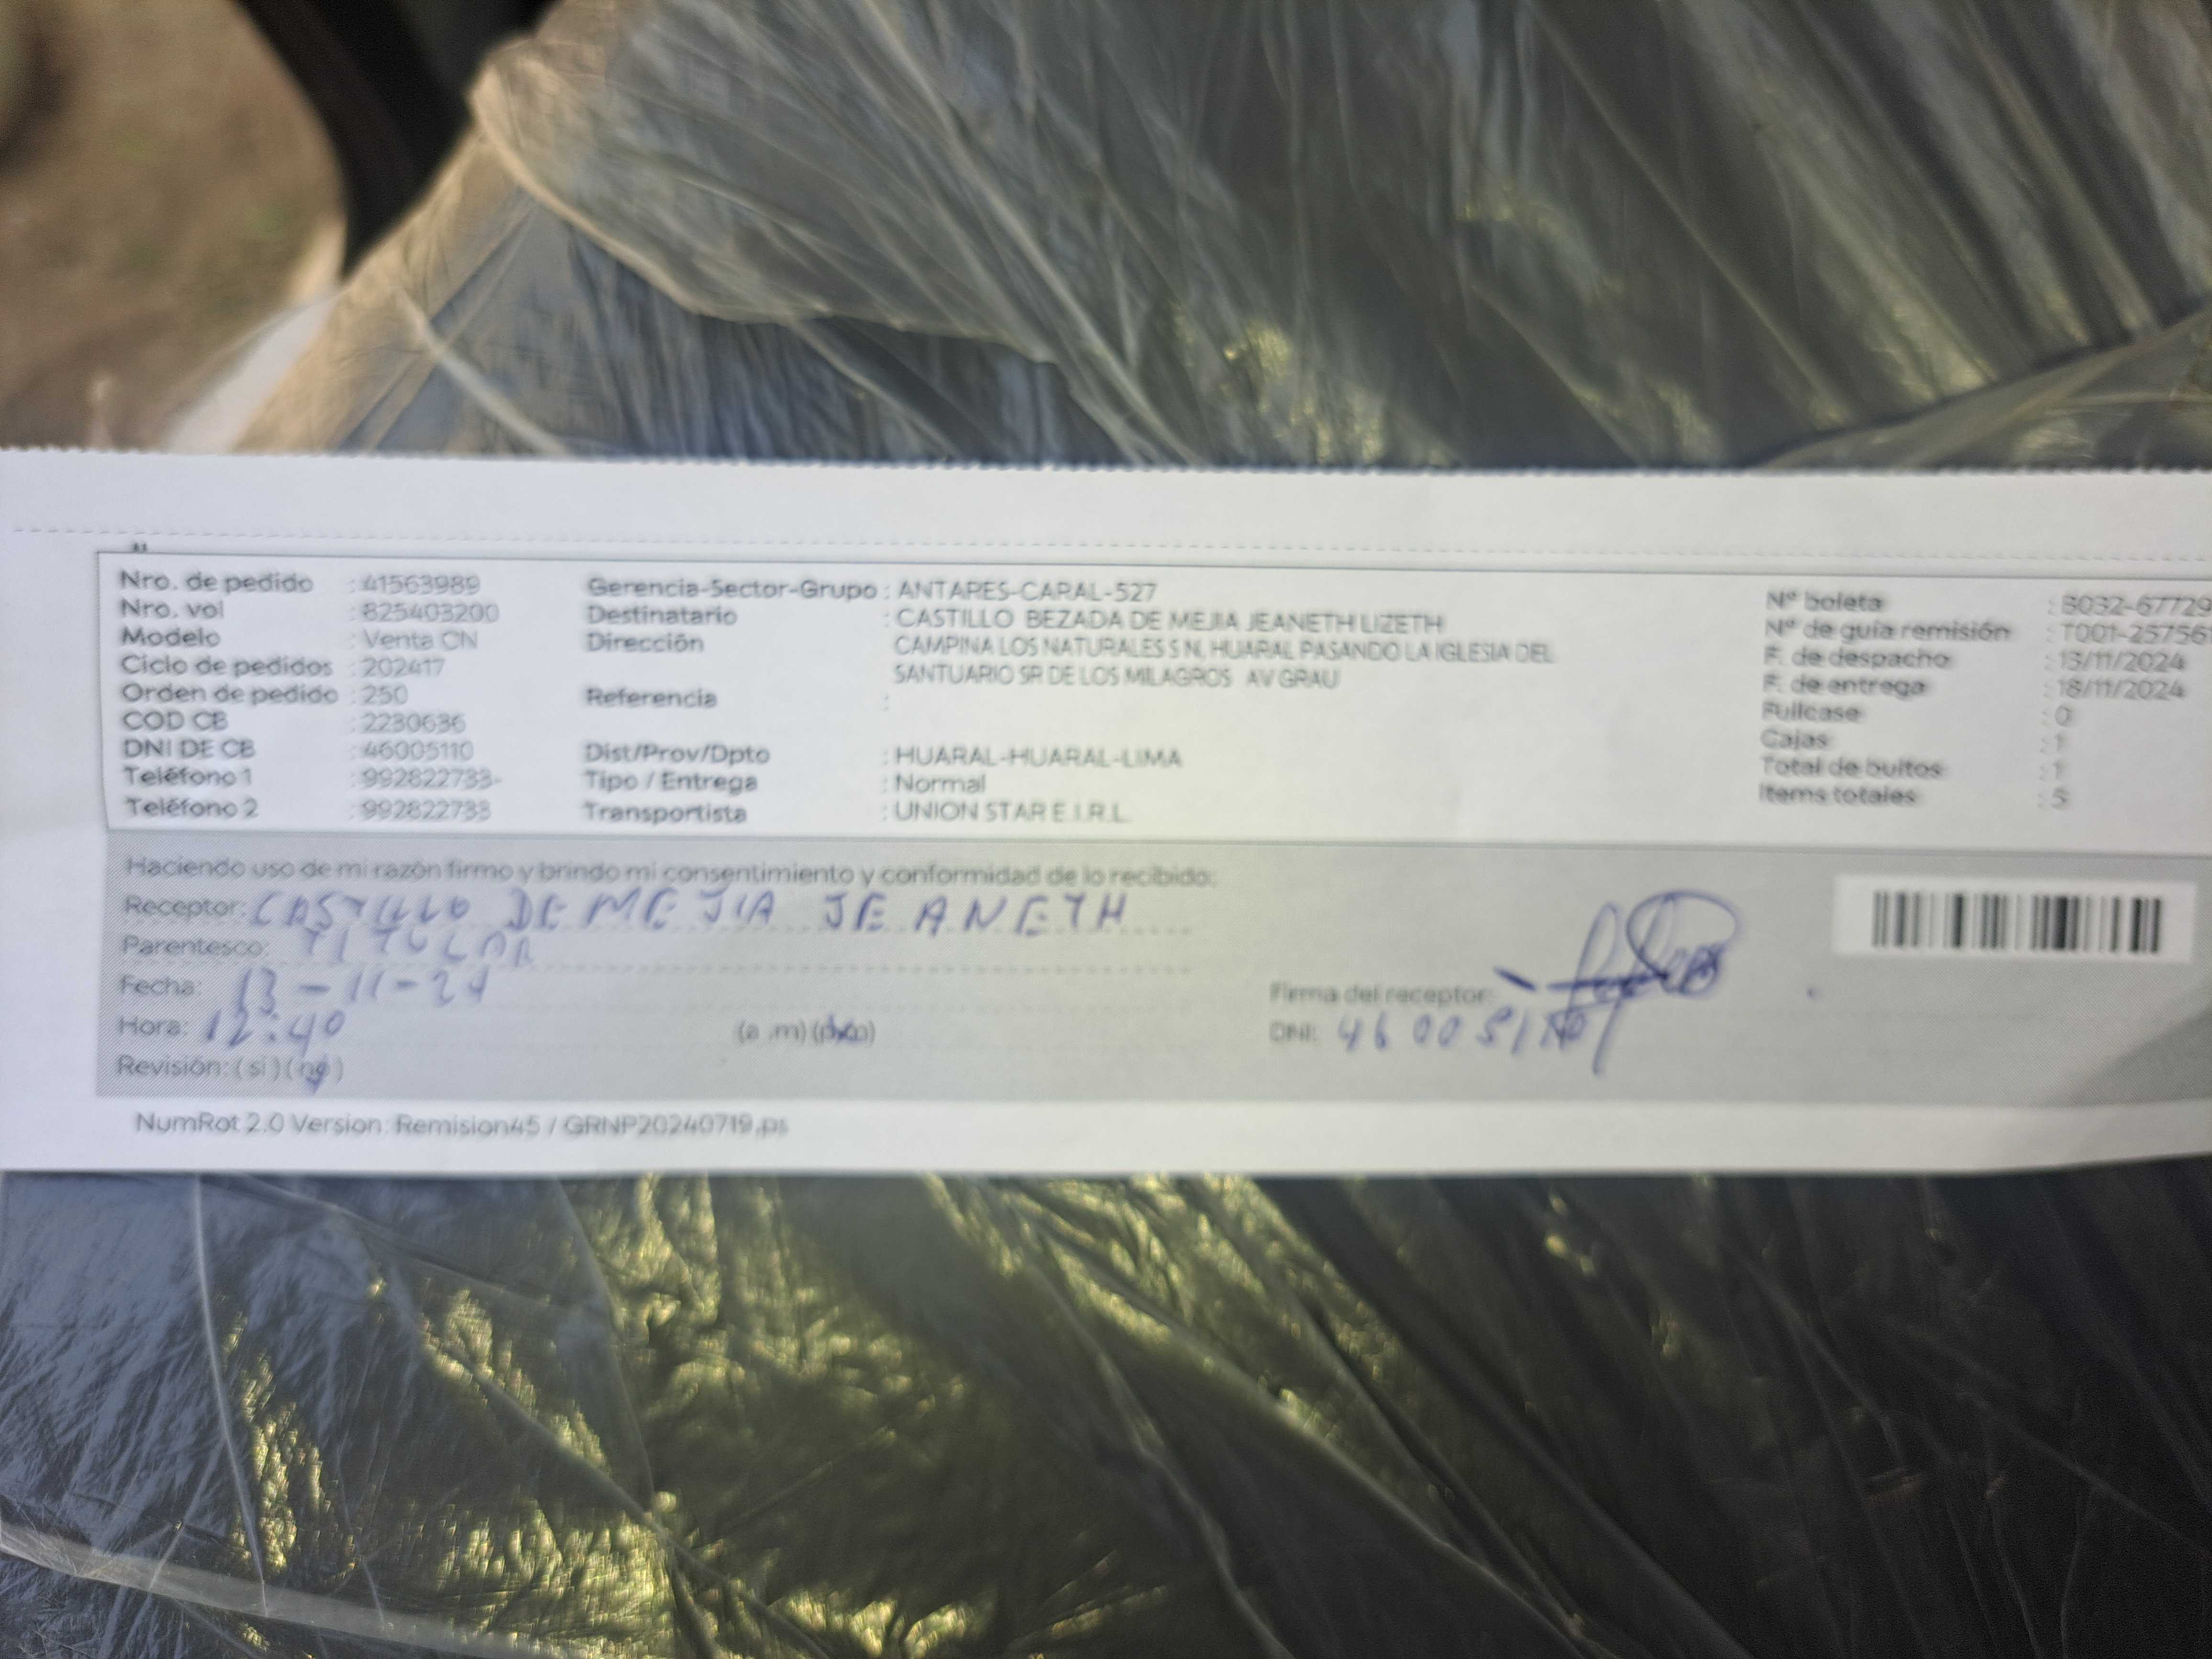 Nro. de pedido : 41563989
Nro. vol : 825403200
Modelo : Venta CN
Ciclo de pedidos : 202417
Orden de pedido : 250
COD CB : 2230636
DNI DE CB : 46005110
Teléfono 1 : 992822733-
Teléfono 2 : 992822733
Gerencia-Sector-Grupo : ANTARES-CARAL-527
Destinatario : CASTILLO BEZADA DE MEJIA JEANETH LIZETH
Dirección : CAMPINA LOS NATURALES S N, HUARAL PASANDO LA IGLESIA DEL
SANTUARIO SR DE LOS MILAGROS AV GRAU
Referencia :
Dist/Prov/Dpto : HUARAL-HUARAL-LIMA
Tipo / Entrega : Normal
Transportista : UNION STAR E.I.R.L.
Nº boleta : B032-67729
Nº de guía remisión : T001-25756
F. de despacho : 13/11/2024
F. de entrega : 18/11/2024
Fullcase : 0
Cajas : 1
Total de bultos : 1
Items totales : 5
Haciendo uso de mi razón firmo y brindo mi consentimiento y conformidad de lo recibido:
Receptor: CASTILLO DE MEJIA JEANETH
Parentesco: TITULAR
Fecha: 13-11-24
Hora: 12:40 (a .m) (p.m)
Revisión: ( si ) ( no )
Firma del receptor:
DNI: 46005110
NumRot 2.0 Version: Remision45 / GRNP20240719.ps